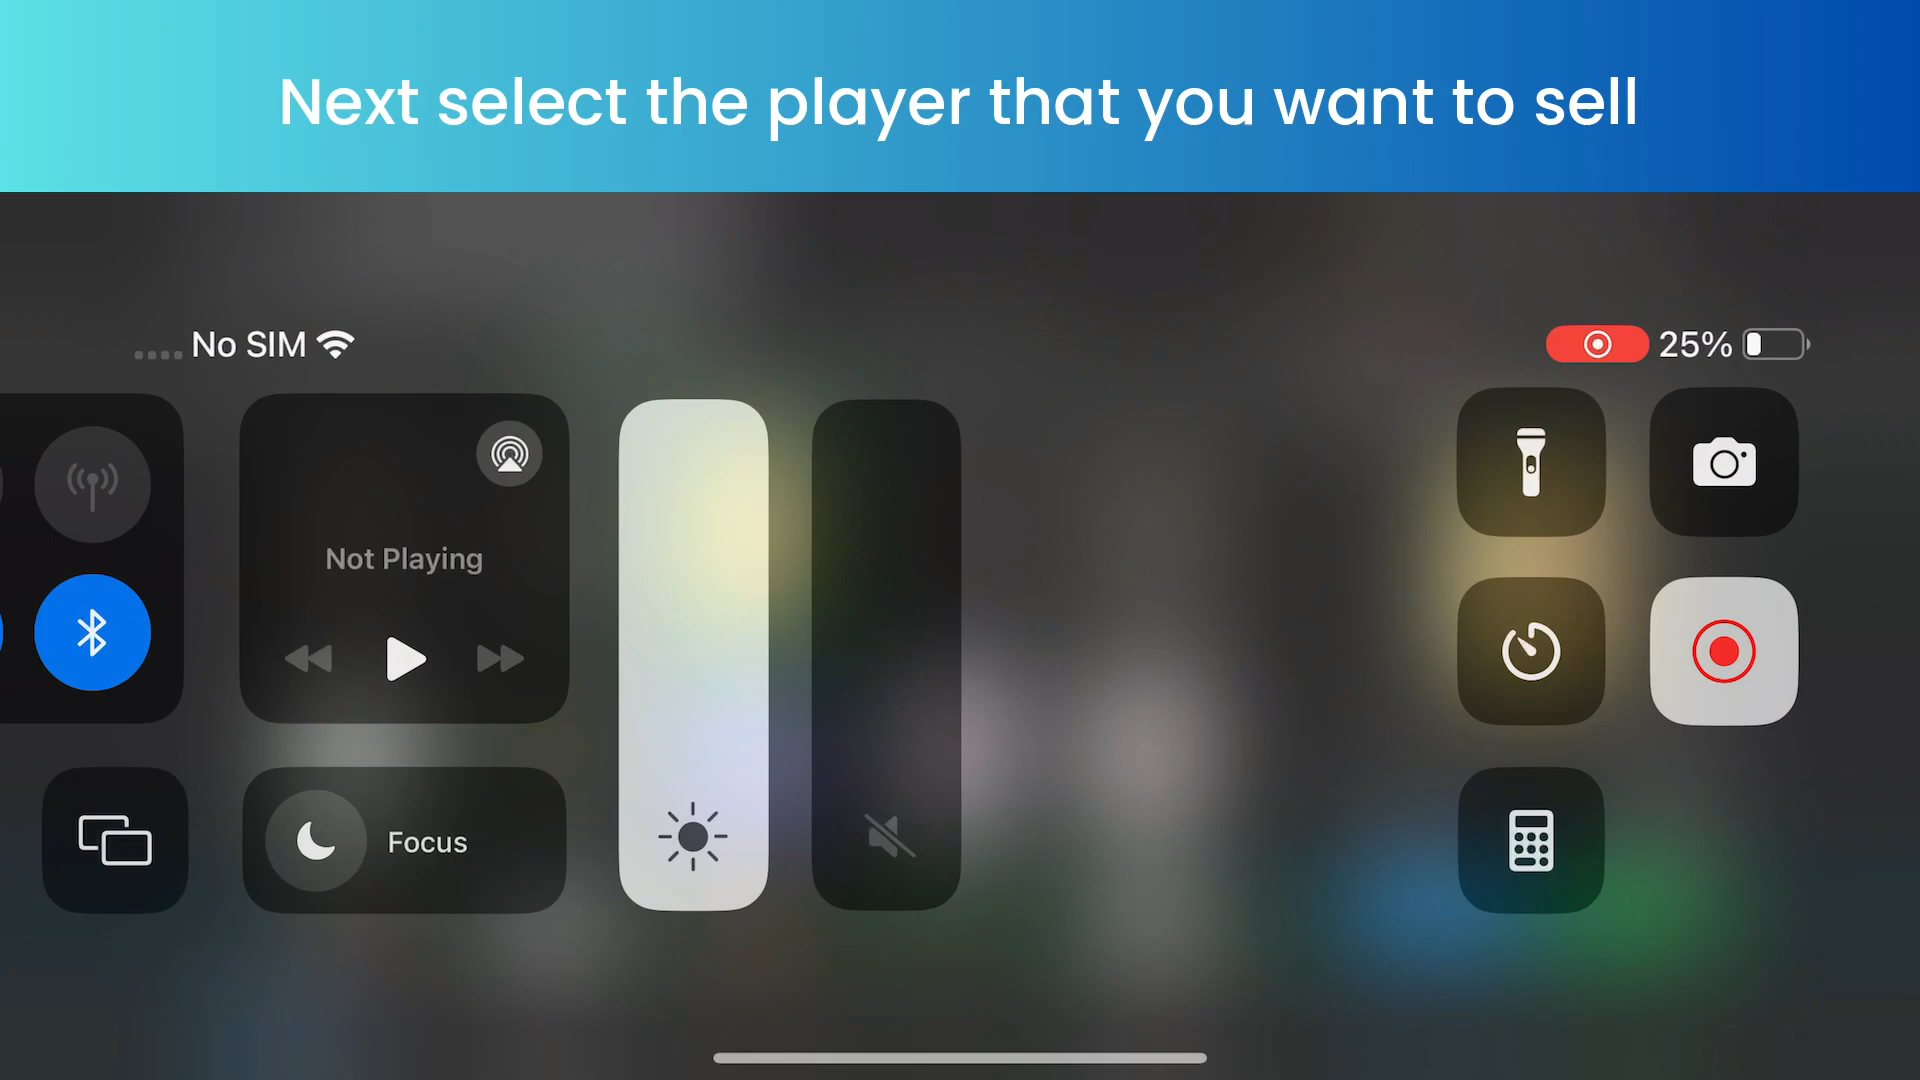 Next select the player that you want to sell
No SIM
25%
Not Playing
Focus